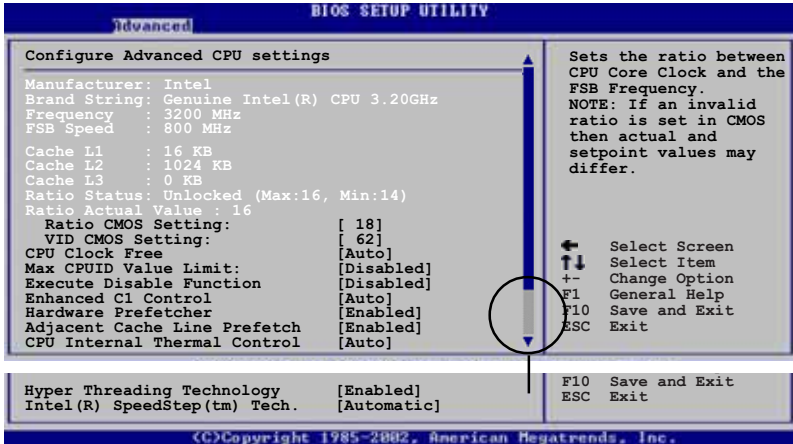 BIOS SETUP UTILITY
Advanced
Configure Advanced CPU settings
Manufacturer: Intel
Brand String: Genuine Intel(R) CPU 3.20GHz
Frequency : 3200 MHz
FSB Speed : 800 MHz
Cache L1 : 16 KB
Cache L2 : 1024 KB
Cache L3 : 0 KB
Ratio Status: Unlocked (Max:16, Min:14)
Ratio Actual Value : 16
Ratio CMOS Setting: [ 18]
VID CMOS Setting: [ 62]
CPU Clock Free [Auto]
Max CPUID Value Limit: [Disabled]
Execute Disable Function [Disabled]
Enhanced C1 Control [Auto]
Hardware Prefetcher [Enabled]
Adjacent Cache Line Prefetch [Enabled]
CPU Internal Thermal Control [Auto]
Sets the ratio between
CPU Core Clock and the
FSB Frequency.
NOTE: If an invalid
ratio is set in CMOS
then actual and
setpoint values may
differ.
Select Screen
Select Item
+- Change Option
F1 General Help
F10 Save and Exit
ESC Exit
Hyper Threading Technology [Enabled]
Intel(R) SpeedStep(tm) Tech. [Automatic]
F10 Save and Exit
ESC Exit
(C)Copyright 1985-2002, American Megatrends, Inc.